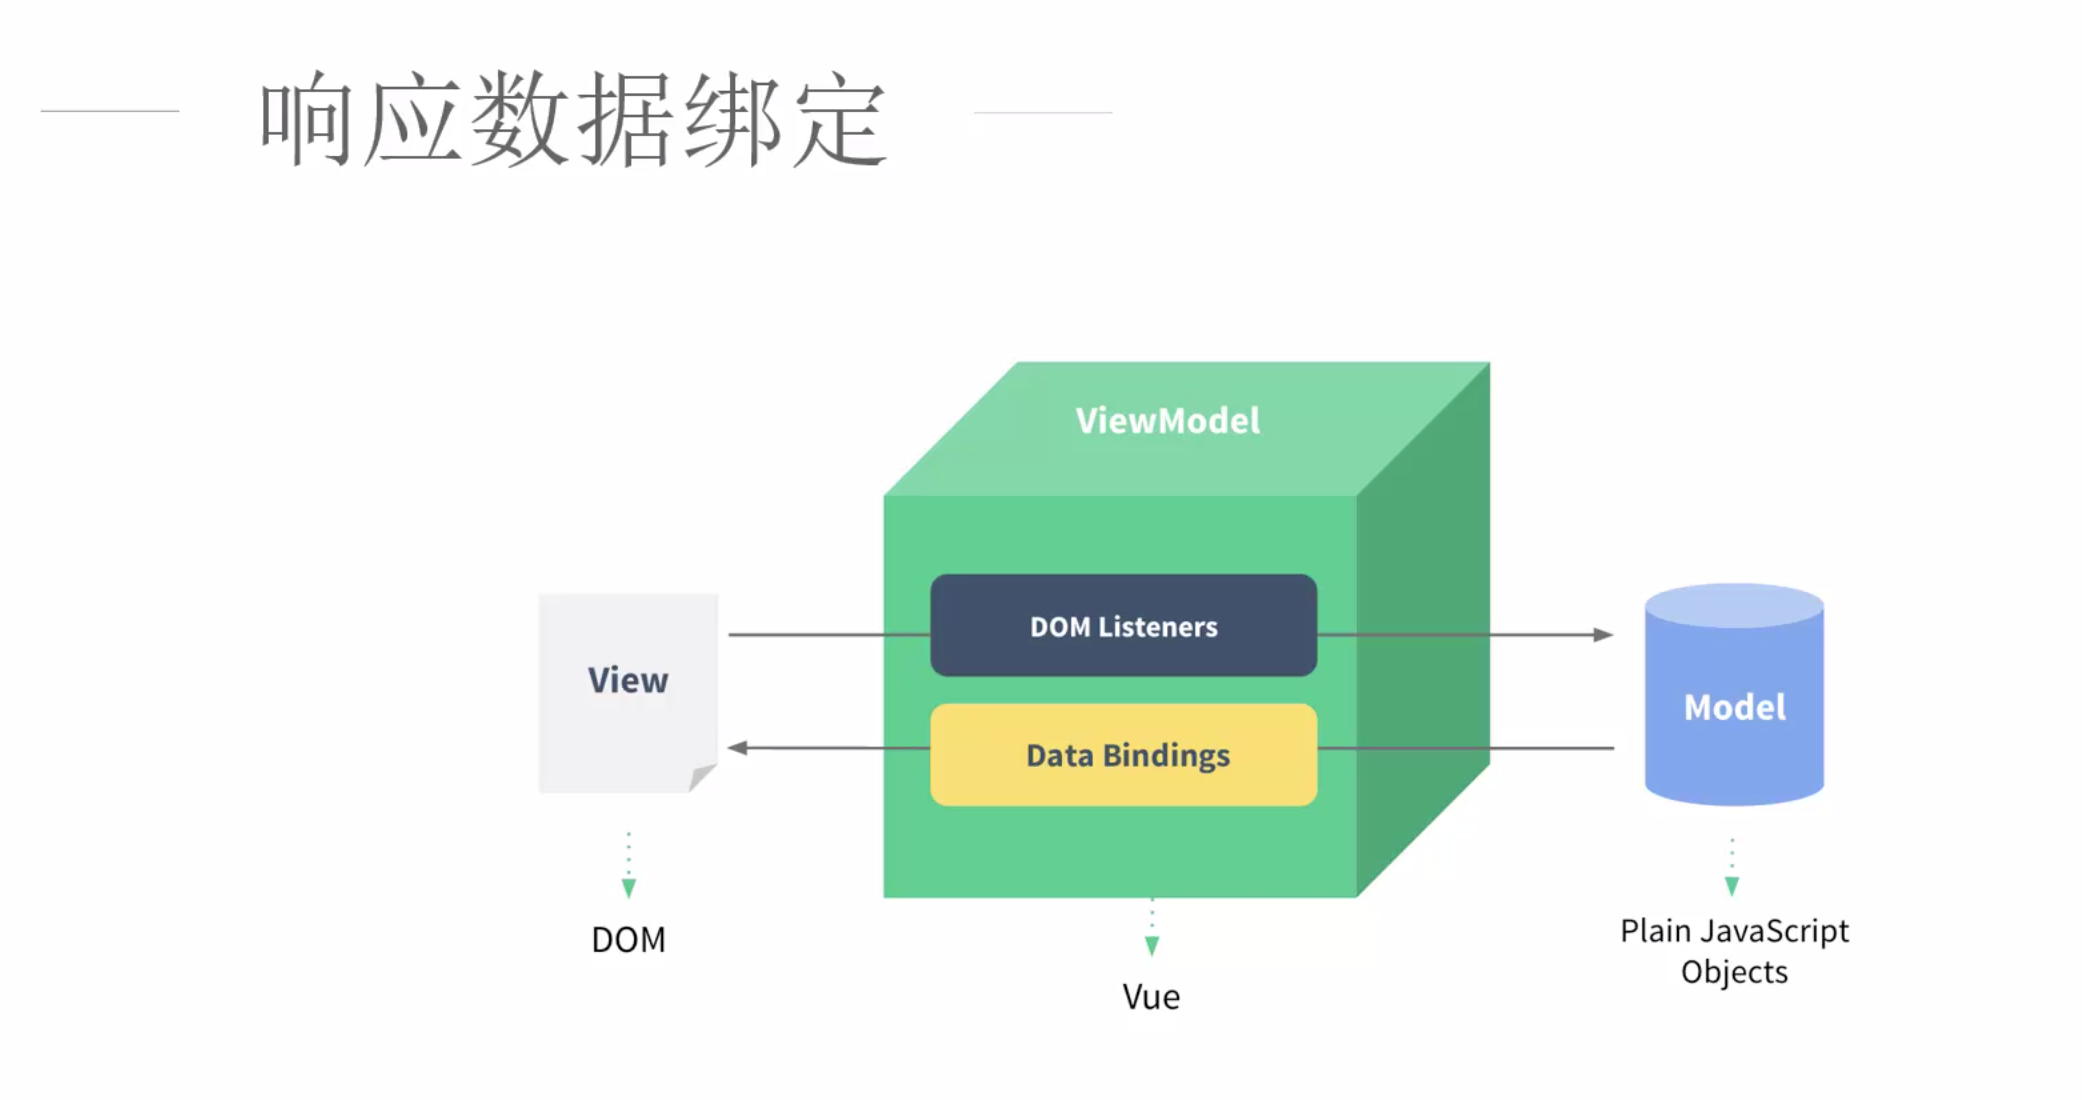 响应数据绑定
ViewModel
DOM Listeners
View
Model
Data Bindings
DOM
Plain JavaScript
Objects
Vue